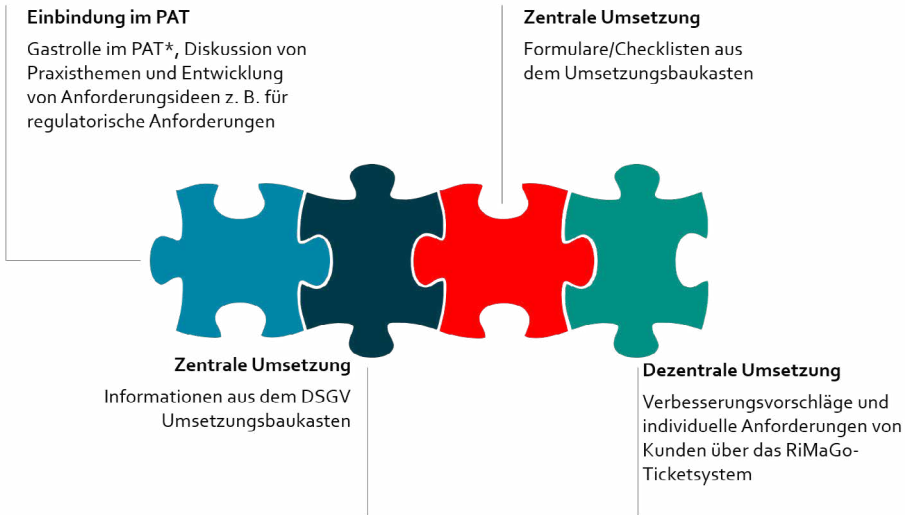 Einbindung im PAT
Gastrolle im PAT*, Diskussion von
Praxisthemen und Entwicklung
von Anforderungsideen z. B. für
regulatorische Anforderungen
Zentrale Umsetzung
Formulare/Checklisten aus
dem Umsetzungsbaukasten
Zentrale Umsetzung
Informationen aus dem DSGV
Umsetzungsbaukasten
Dezentrale Umsetzung
Verbesserungsvorschläge und
individuelle Anforderungen von
Kunden über das RiMaGo-
Ticketsystem